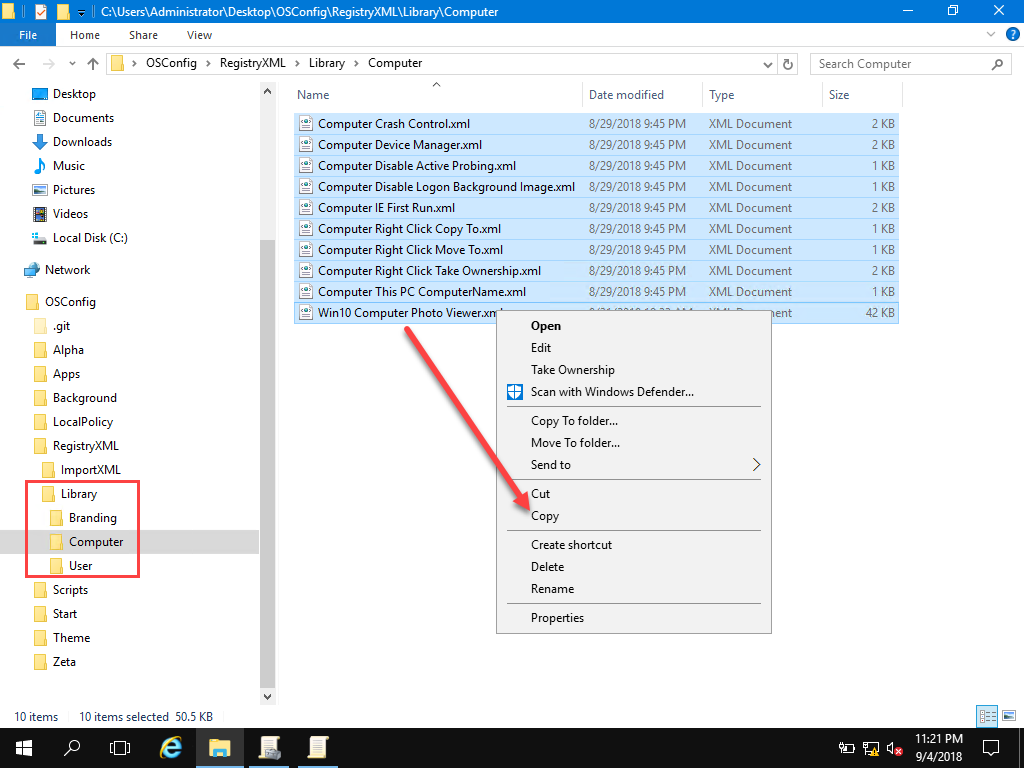 C:\Users\Administrator\Desktop\OSConfig\RegistryXML\Library\Computer
File Home Share View
OSConfig RegistryXML Library Computer
Search Computer
Desktop
Documents
Downloads
Music
Pictures
Videos
Local Disk (C:)
Network
OSConfig
.git
Alpha
Apps
Background
LocalPolicy
RegistryXML
ImportXML
Library
Branding
Computer
User
Scripts
Start
Theme
Zeta
Name Date modified Type Size
Computer Crash Control.xml 8/29/2018 9:45 PM XML Document 2 KB
Computer Device Manager.xml 8/29/2018 9:45 PM XML Document 2 KB
Computer Disable Active Probing.xml 8/29/2018 9:45 PM XML Document 1 KB
Computer Disable Logon Background Image.xml 8/29/2018 9:45 PM XML Document 1 KB
Computer IE First Run.xml 8/29/2018 9:45 PM XML Document 2 KB
Computer Right Click Copy To.xml 8/29/2018 9:45 PM XML Document 1 KB
Computer Right Click Move To.xml 8/29/2018 9:45 PM XML Document 1 KB
Computer Right Click Take Ownership.xml 8/29/2018 9:45 PM XML Document 2 KB
Computer This PC ComputerName.xml 8/29/2018 9:45 PM XML Document 1 KB
Win10 Computer Photo Viewer.xml 42 KB
Open
Edit
Take Ownership
Scan with Windows Defender...
Copy To folder...
Move To folder...
Send to
Cut
Copy
Create shortcut
Delete
Rename
Properties
10 items 10 items selected 50.5 KB
11:21 PM
9/4/2018